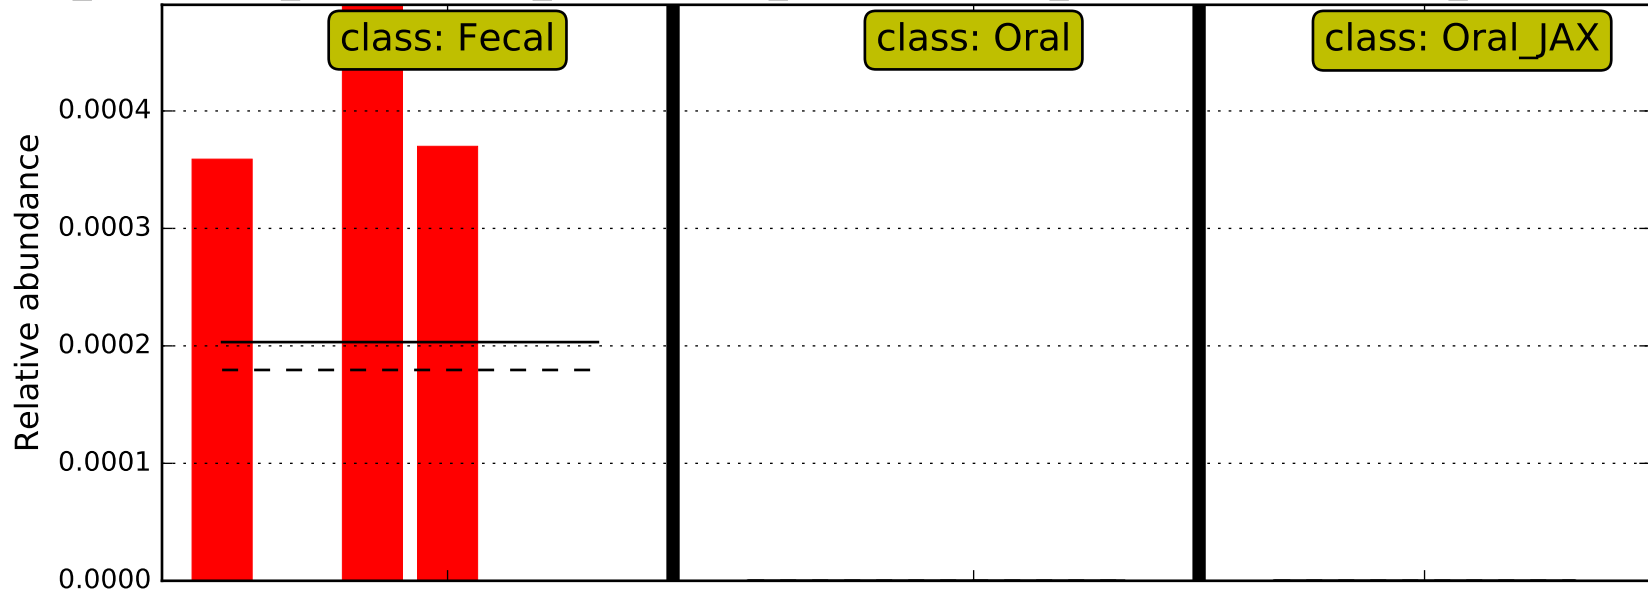 class: Fecal
class: Oral
class: Oral_JAX
Relative abundance
0.0004
0.0003
0.0002
0.0001
0.0000